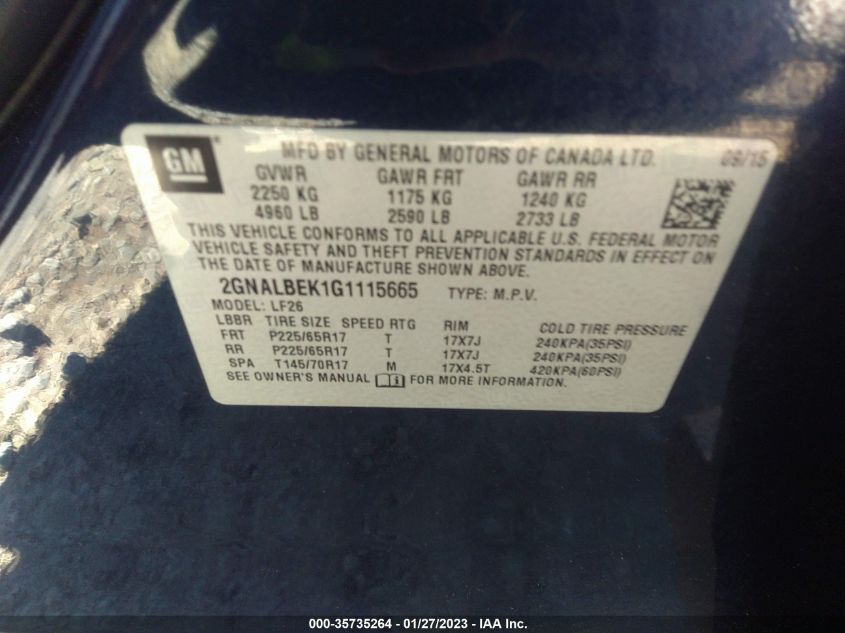 GM MFD BY GENERAL MOTORS OF CANADA LTD. 09/15
GVWR GAWR FRT GAWR RR
2250 KG 1175 KG 1240 KG
4960 LB 2590 LB 2733 LB
THIS VEHICLE CONFORMS TO ALL APPLICABLE U.S. FEDERAL MOTOR
VEHICLE SAFETY AND THEFT PREVENTION STANDARDS IN EFFECT ON
THE DATE OF MANUFACTURE SHOWN ABOVE.
2GNALBEK1G1115665 TYPE: M.P.V.
MODEL: LF26
LBBR TIRE SIZE SPEED RTG RIM COLD TIRE PRESSURE
FRT P225/65R17 T 17X7J 240KPA(35PSI)
RR P225/65R17 T 17X7J 240KPA(35PSI)
SPA T145/70R17 M 17X4.5T 420KPA(60PSI)
SEE OWNER'S MANUAL FOR MORE INFORMATION.
000-35735264 - 01/27/2023 - IAA Inc.